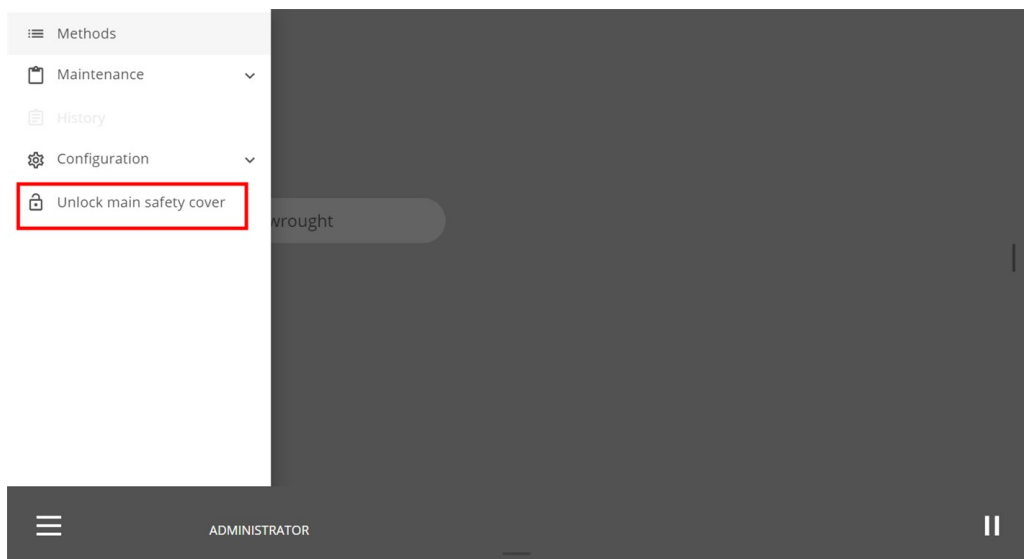 Methods
Maintenance
History
Configuration
Unlock main safety cover
wrought
ADMINISTRATOR